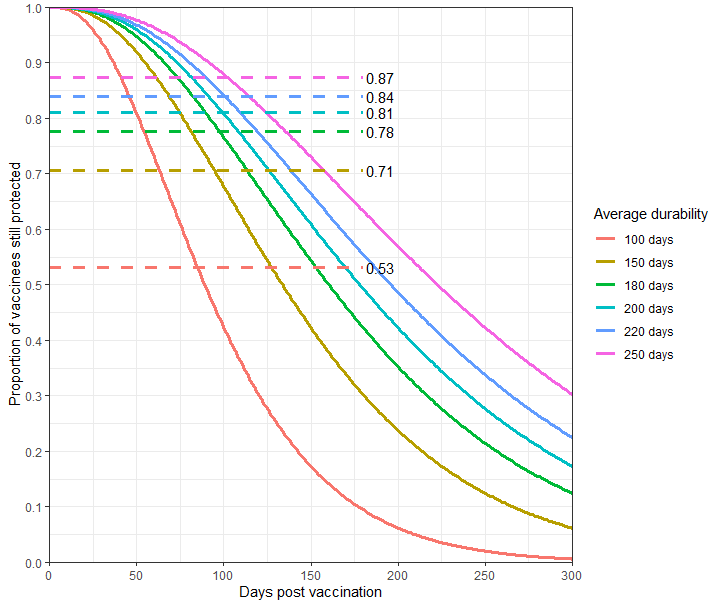 1.0
0.9
0.8
0.7
0.6
0.5
0.4
0.3
0.2
0.1
0.0
Proportion of vaccinees still protected
0.87
0.84
0.81
0.78
0.71
0.53
0
50
100
150
200
250
300
Days post vaccination
Average durability
100 days
150 days
180 days
200 days
220 days
250 days